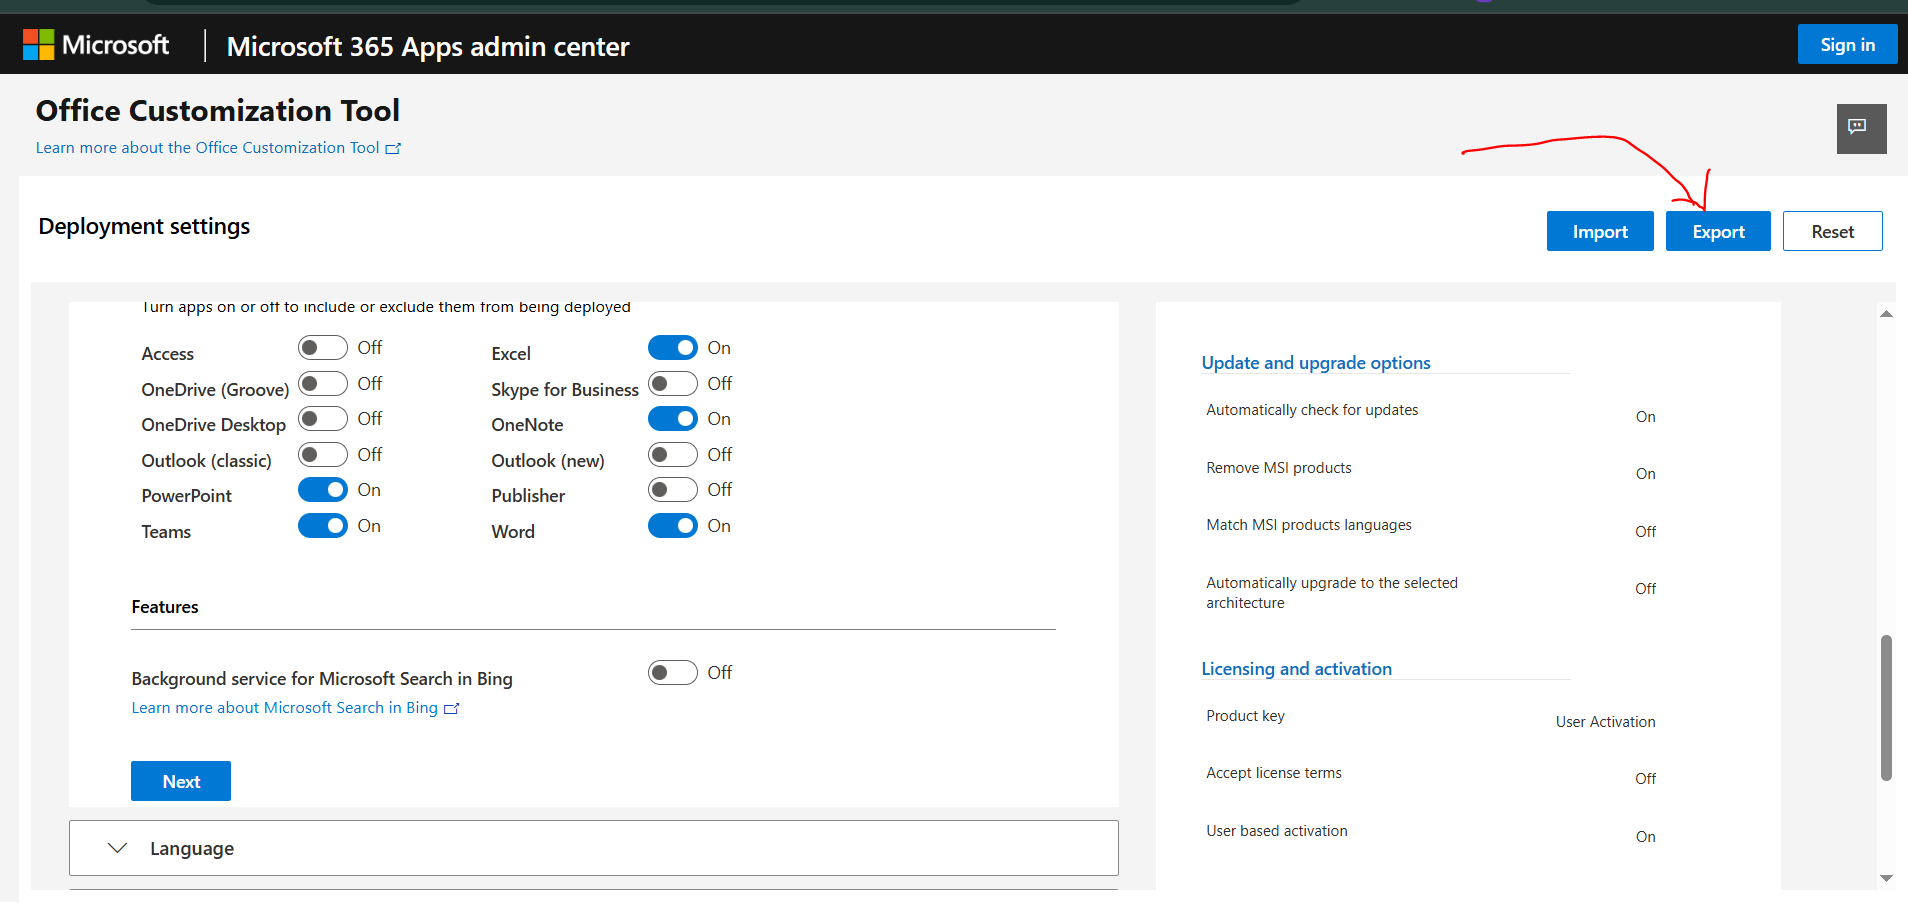 Microsoft
Microsoft 365 Apps admin center
Sign in
Office Customization Tool
Learn more about the Office Customization Tool
Deployment settings
Import
Export
Reset
Turn apps on or off to include or exclude them from being deployed
Access Off
Excel On
OneDrive (Groove) Off
Skype for Business Off
OneDrive Desktop Off
OneNote On
Outlook (classic) Off
Outlook (new) Off
PowerPoint On
Publisher Off
Teams On
Word On
Features
Background service for Microsoft Search in Bing Off
Learn more about Microsoft Search in Bing
Next
Language
Update and upgrade options
Automatically check for updates On
Remove MSI products On
Match MSI products languages Off
Automatically upgrade to the selected
architecture Off
Licensing and activation
Product key User Activation
Accept license terms Off
User based activation On